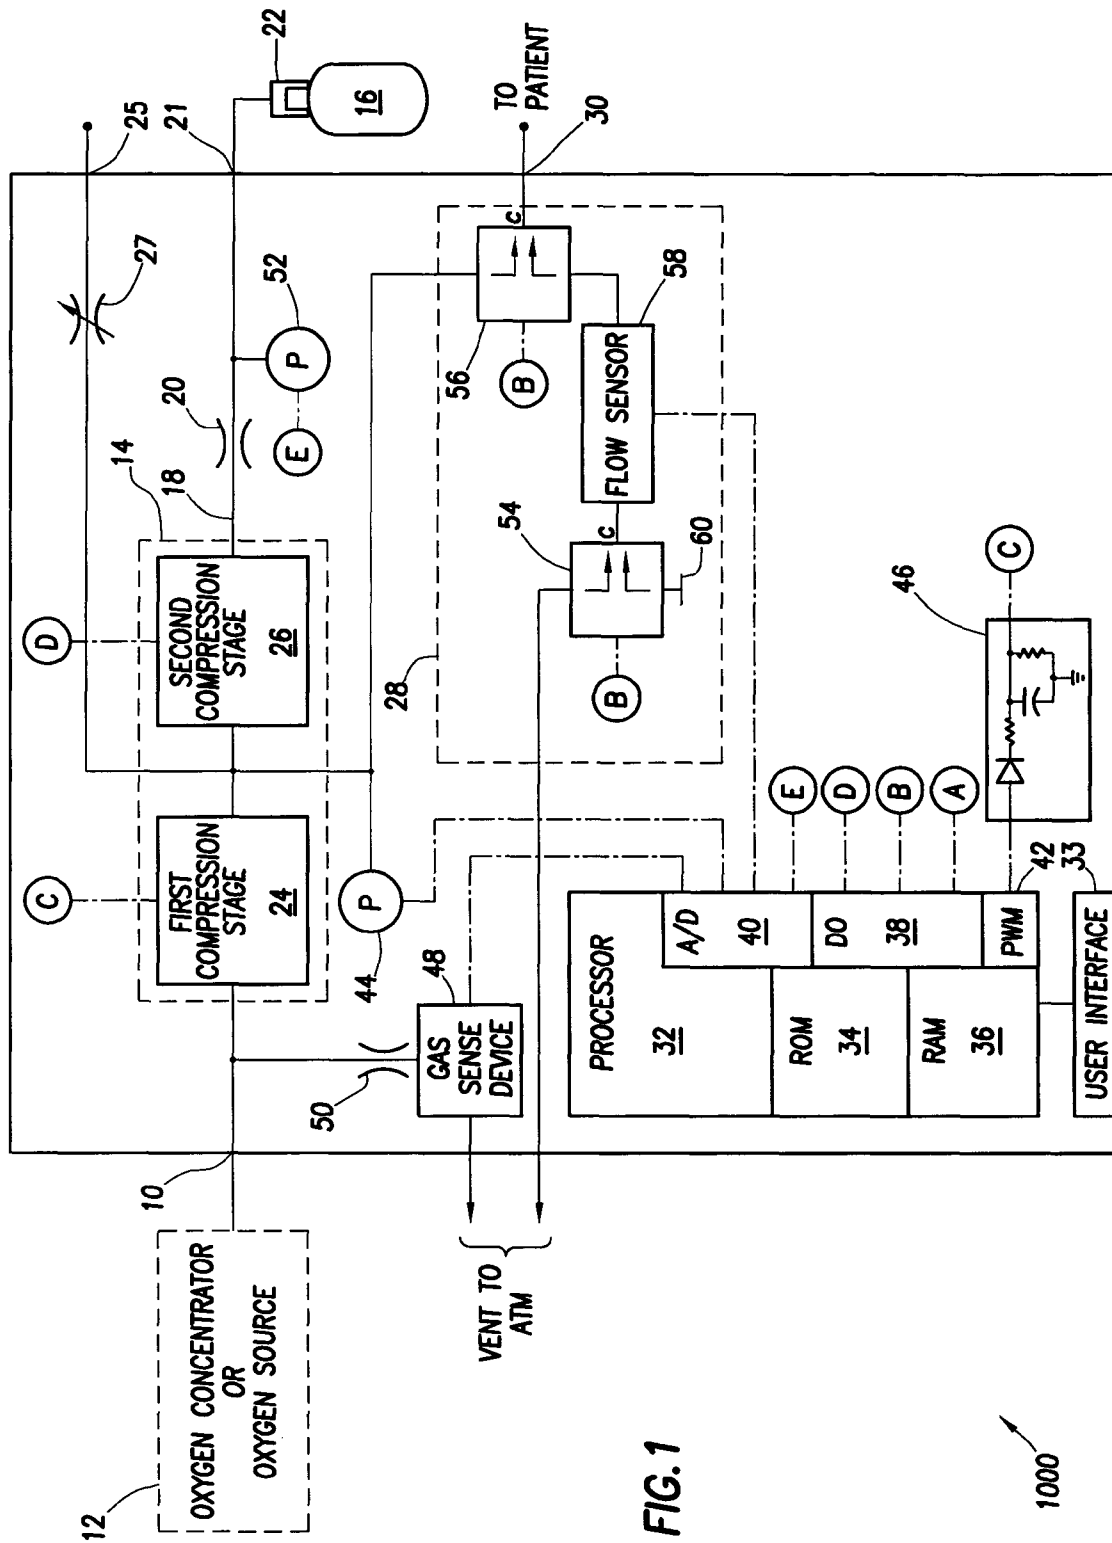 12
OXYGEN CONCENTRATOR
OR
OXYGEN SOURCE
10
C
FIRST
COMPRESSION
STAGE
24
D
SECOND
COMPRESSION
STAGE
26
14
18
20
27
25
21
22
16
P
52
E
50
GAS
SENSE
DEVICE
48
P
44
VENT TO
ATM
28
54
C
B
60
FLOW SENSOR
58
56
C
B
TO
PATIENT
30
PROCESSOR
32
A/D
40
ROM
34
DO
38
RAM
36
PWM
42
USER INTERFACE
33
E
D
B
A
46
C
FIG. 1
1000